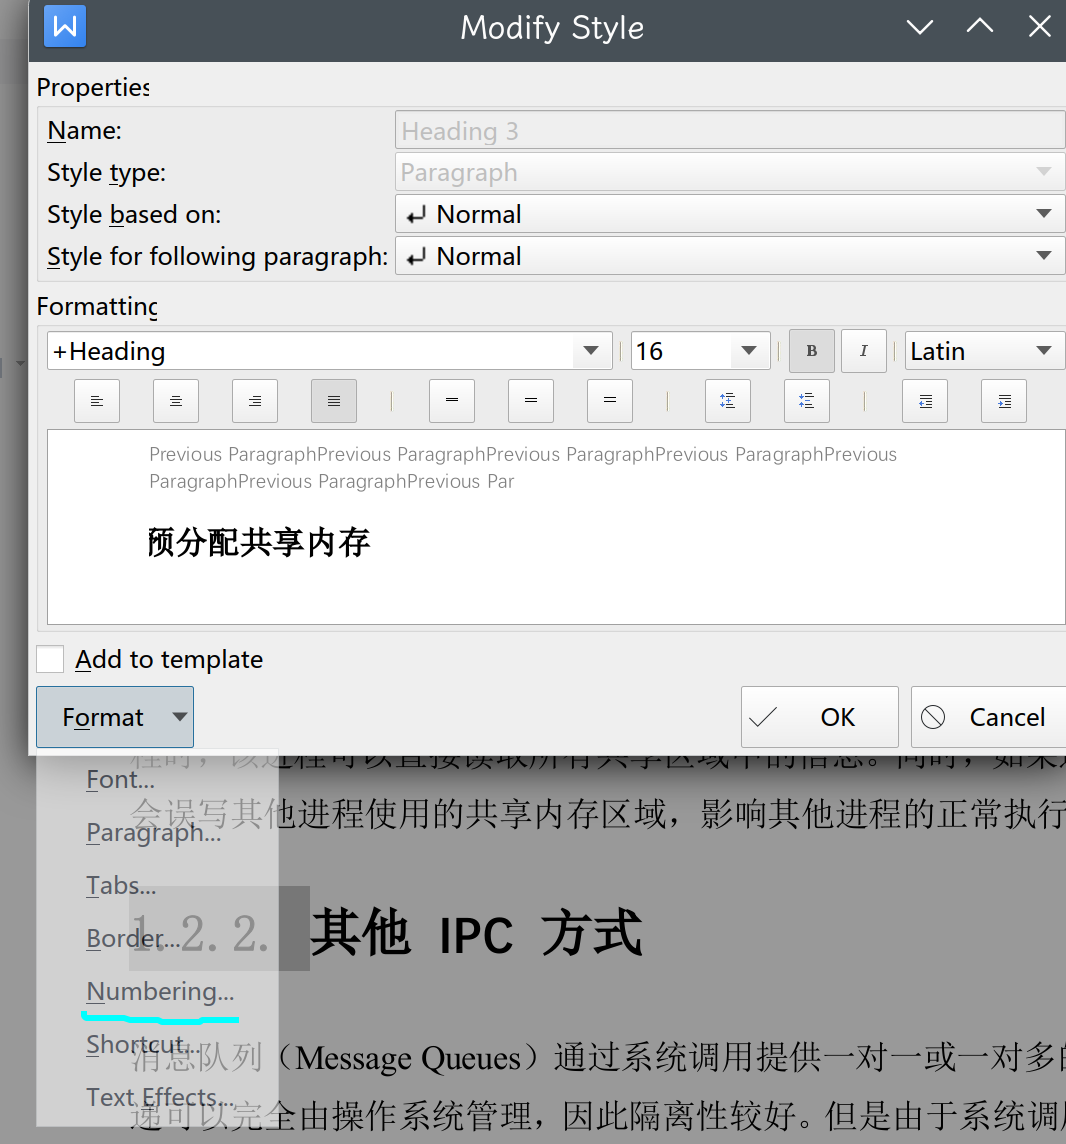 W
Modify Style
Properties
Name:
Heading 3
Style type:
Paragraph
Style based on:
Normal
Style for following paragraph:
Normal
Formatting
+Heading
16
B
I
Latin
Previous ParagraphPrevious ParagraphPrevious ParagraphPrevious ParagraphPrevious
ParagraphPrevious ParagraphPrevious Par
预分配共享内存
Add to template
Format
OK
Cancel
程时，该进程可以直接读取所有共享区域中的信息。同时，如果
会误写其他进程使用的共享内存区域，影响其他进程的正常执行
1.2.2. 其他 IPC 方式
消息队列（Message Queues）通过系统调用提供一对一或一对多的
递可以完全由操作系统管理，因此隔离性较好。但是由于系统调用
Font...
Paragraph...
Tabs...
Border...
Numbering...
Shortcut...
Text Effects...